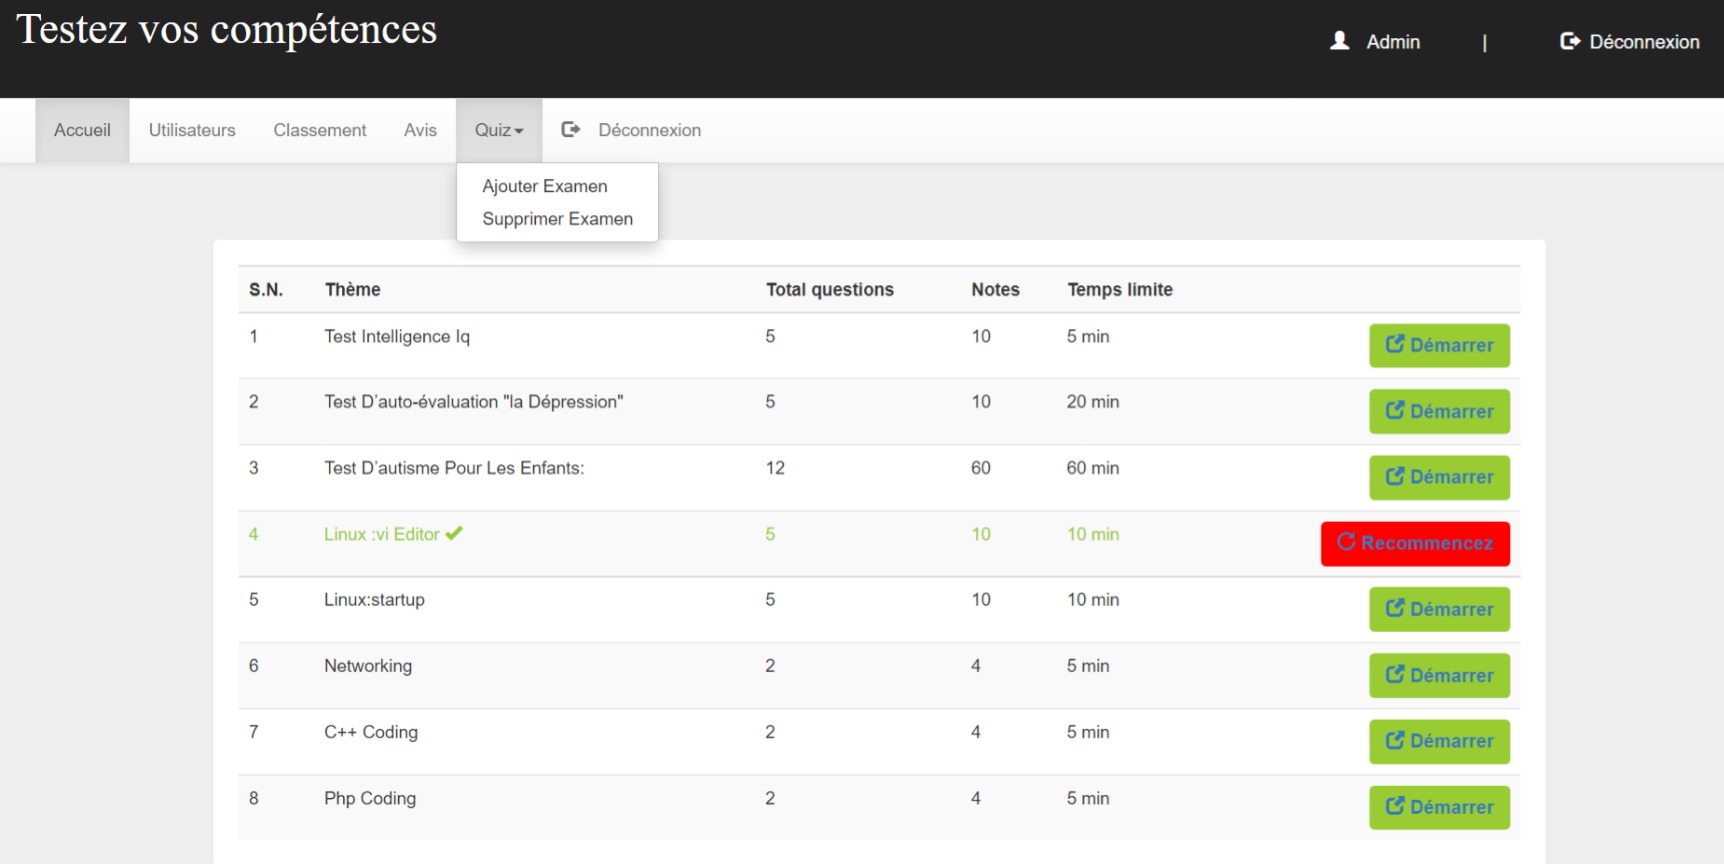 Testez vos compétences
Admin | Déconnexion
Accueil Utilisateurs Classement Avis Quiz Déconnexion
Ajouter Examen
Supprimer Examen
S.N. Thème Total questions Notes Temps limite
1 Test Intelligence Iq 5 10 5 min Démarrer
2 Test D'auto-évaluation "la Dépression" 5 10 20 min Démarrer
3 Test D'autisme Pour Les Enfants: 12 60 60 min Démarrer
4 Linux :vi Editor 5 10 10 min Recommencez
5 Linux:startup 5 10 10 min Démarrer
6 Networking 2 4 5 min Démarrer
7 C++ Coding 2 4 5 min Démarrer
8 Php Coding 2 4 5 min Démarrer